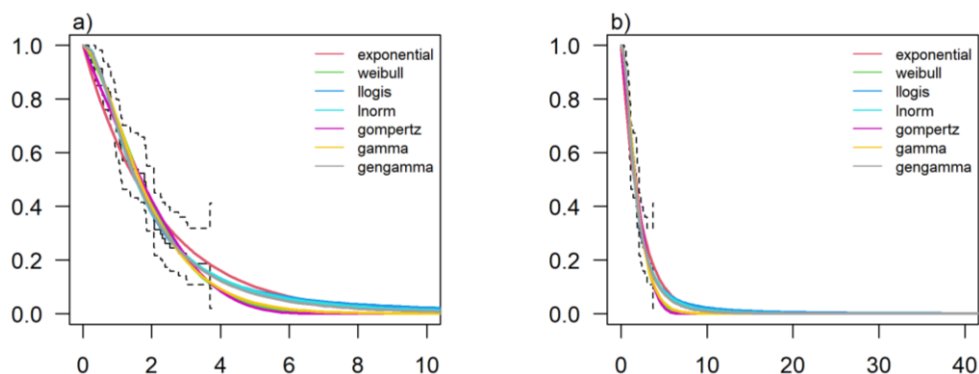 a)
1.0
0.8
0.6
0.4
0.2
0.0
0 2 4 6 8 10
exponential
weibull
llogis
lnorm
gompertz
gamma
gengamma
b)
1.0
0.8
0.6
0.4
0.2
0.0
0 10 20 30 40
exponential
weibull
llogis
lnorm
gompertz
gamma
gengamma